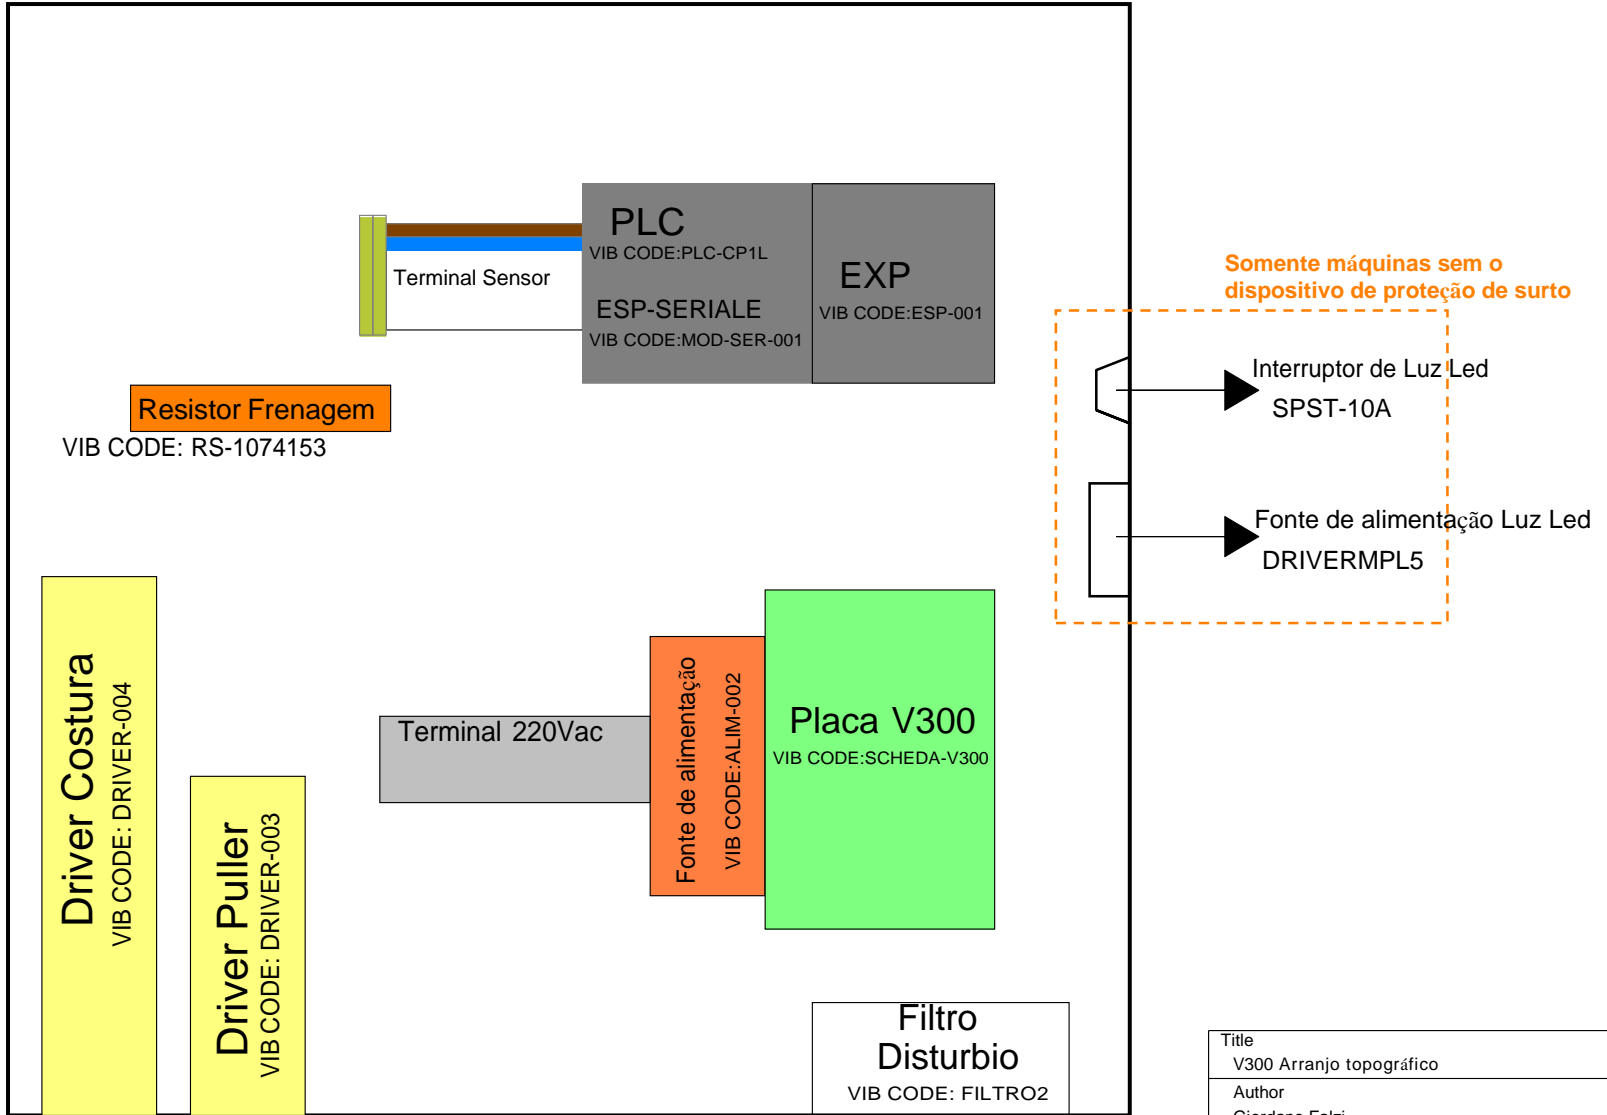 PLC
VIB CODE:PLC-CP1L
ESP-SERIALE
VIB CODE:MOD-SER-001
EXP
VIB CODE:ESP-001
Terminal Sensor
Somente máquinas sem o
dispositivo de proteção de surto
Interruptor de Luz Led
SPST-10A
Fonte de alimentação Luz Led
DRIVERMPL5
Resistor Frenagem
VIB CODE: RS-1074153
Driver Costura
VIB CODE: DRIVER-004
Driver Puller
VIB CODE: DRIVER-003
Terminal 220Vac
Fonte de alimentação
VIB CODE:ALIM-002
Placa V300
VIB CODE:SCHEDA-V300
Filtro
Disturbio
VIB CODE: FILTRO2
Title
V300 Arranjo topográfico
Author